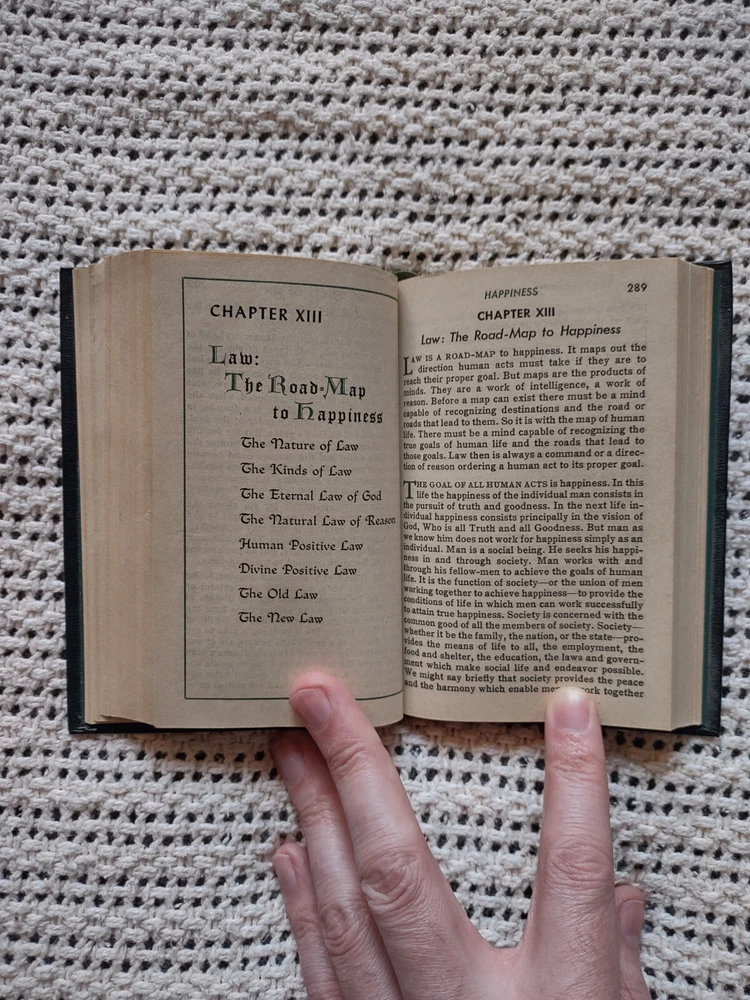 CHAPTER XIII
Law:
The Road-Map
to Happiness
The Nature of Law
The Kinds of Law
The Eternal Law of God
The Natural Law of Reason
Human Positive Law
Divine Positive Law
The Old Law
The New Law
HAPPINESS 289
CHAPTER XIII
Law: The Road-Map to Happiness
LAW IS A ROAD-MAP to happiness. It maps out the
direction human acts must take if they are to
reach their proper goal. But maps are the products of
minds. They are a work of intelligence, a work of
reason. Before a map can exist there must be a mind
capable of recognizing destinations and the road or
roads that lead to them. So it is with the map of human
life. There must be a mind capable of recognizing the
true goals of human life and the roads that lead to
those goals. Law then is always a command or a direc-
tion of reason ordering a human act to its proper goal.
THE GOAL OF ALL HUMAN ACTS is happiness. In this
life the happiness of the individual man consists in
the pursuit of truth and goodness. In the next life in-
dividual happiness consists principally in the vision of
God, Who is all Truth and all Goodness. But man as
we know him does not work for happiness simply as an
individual. Man is a social being. He seeks his happi-
ness in and through society. Man works with and
through his fellow-men to achieve the goals of human
life. It is the function of society—or the union of men
working together to achieve happiness—to provide the
conditions of life in which men can work successfully
to attain true happiness. Society is concerned with the
common good of all the members of society. Society—
whether it be the family, the nation, or the state—pro-
vides the means of life to all, the employment, the
food and shelter, the education, the laws and govern-
ment which make social life and endeavor possible.
We might say briefly that society provides the peace
and the harmony which enable together